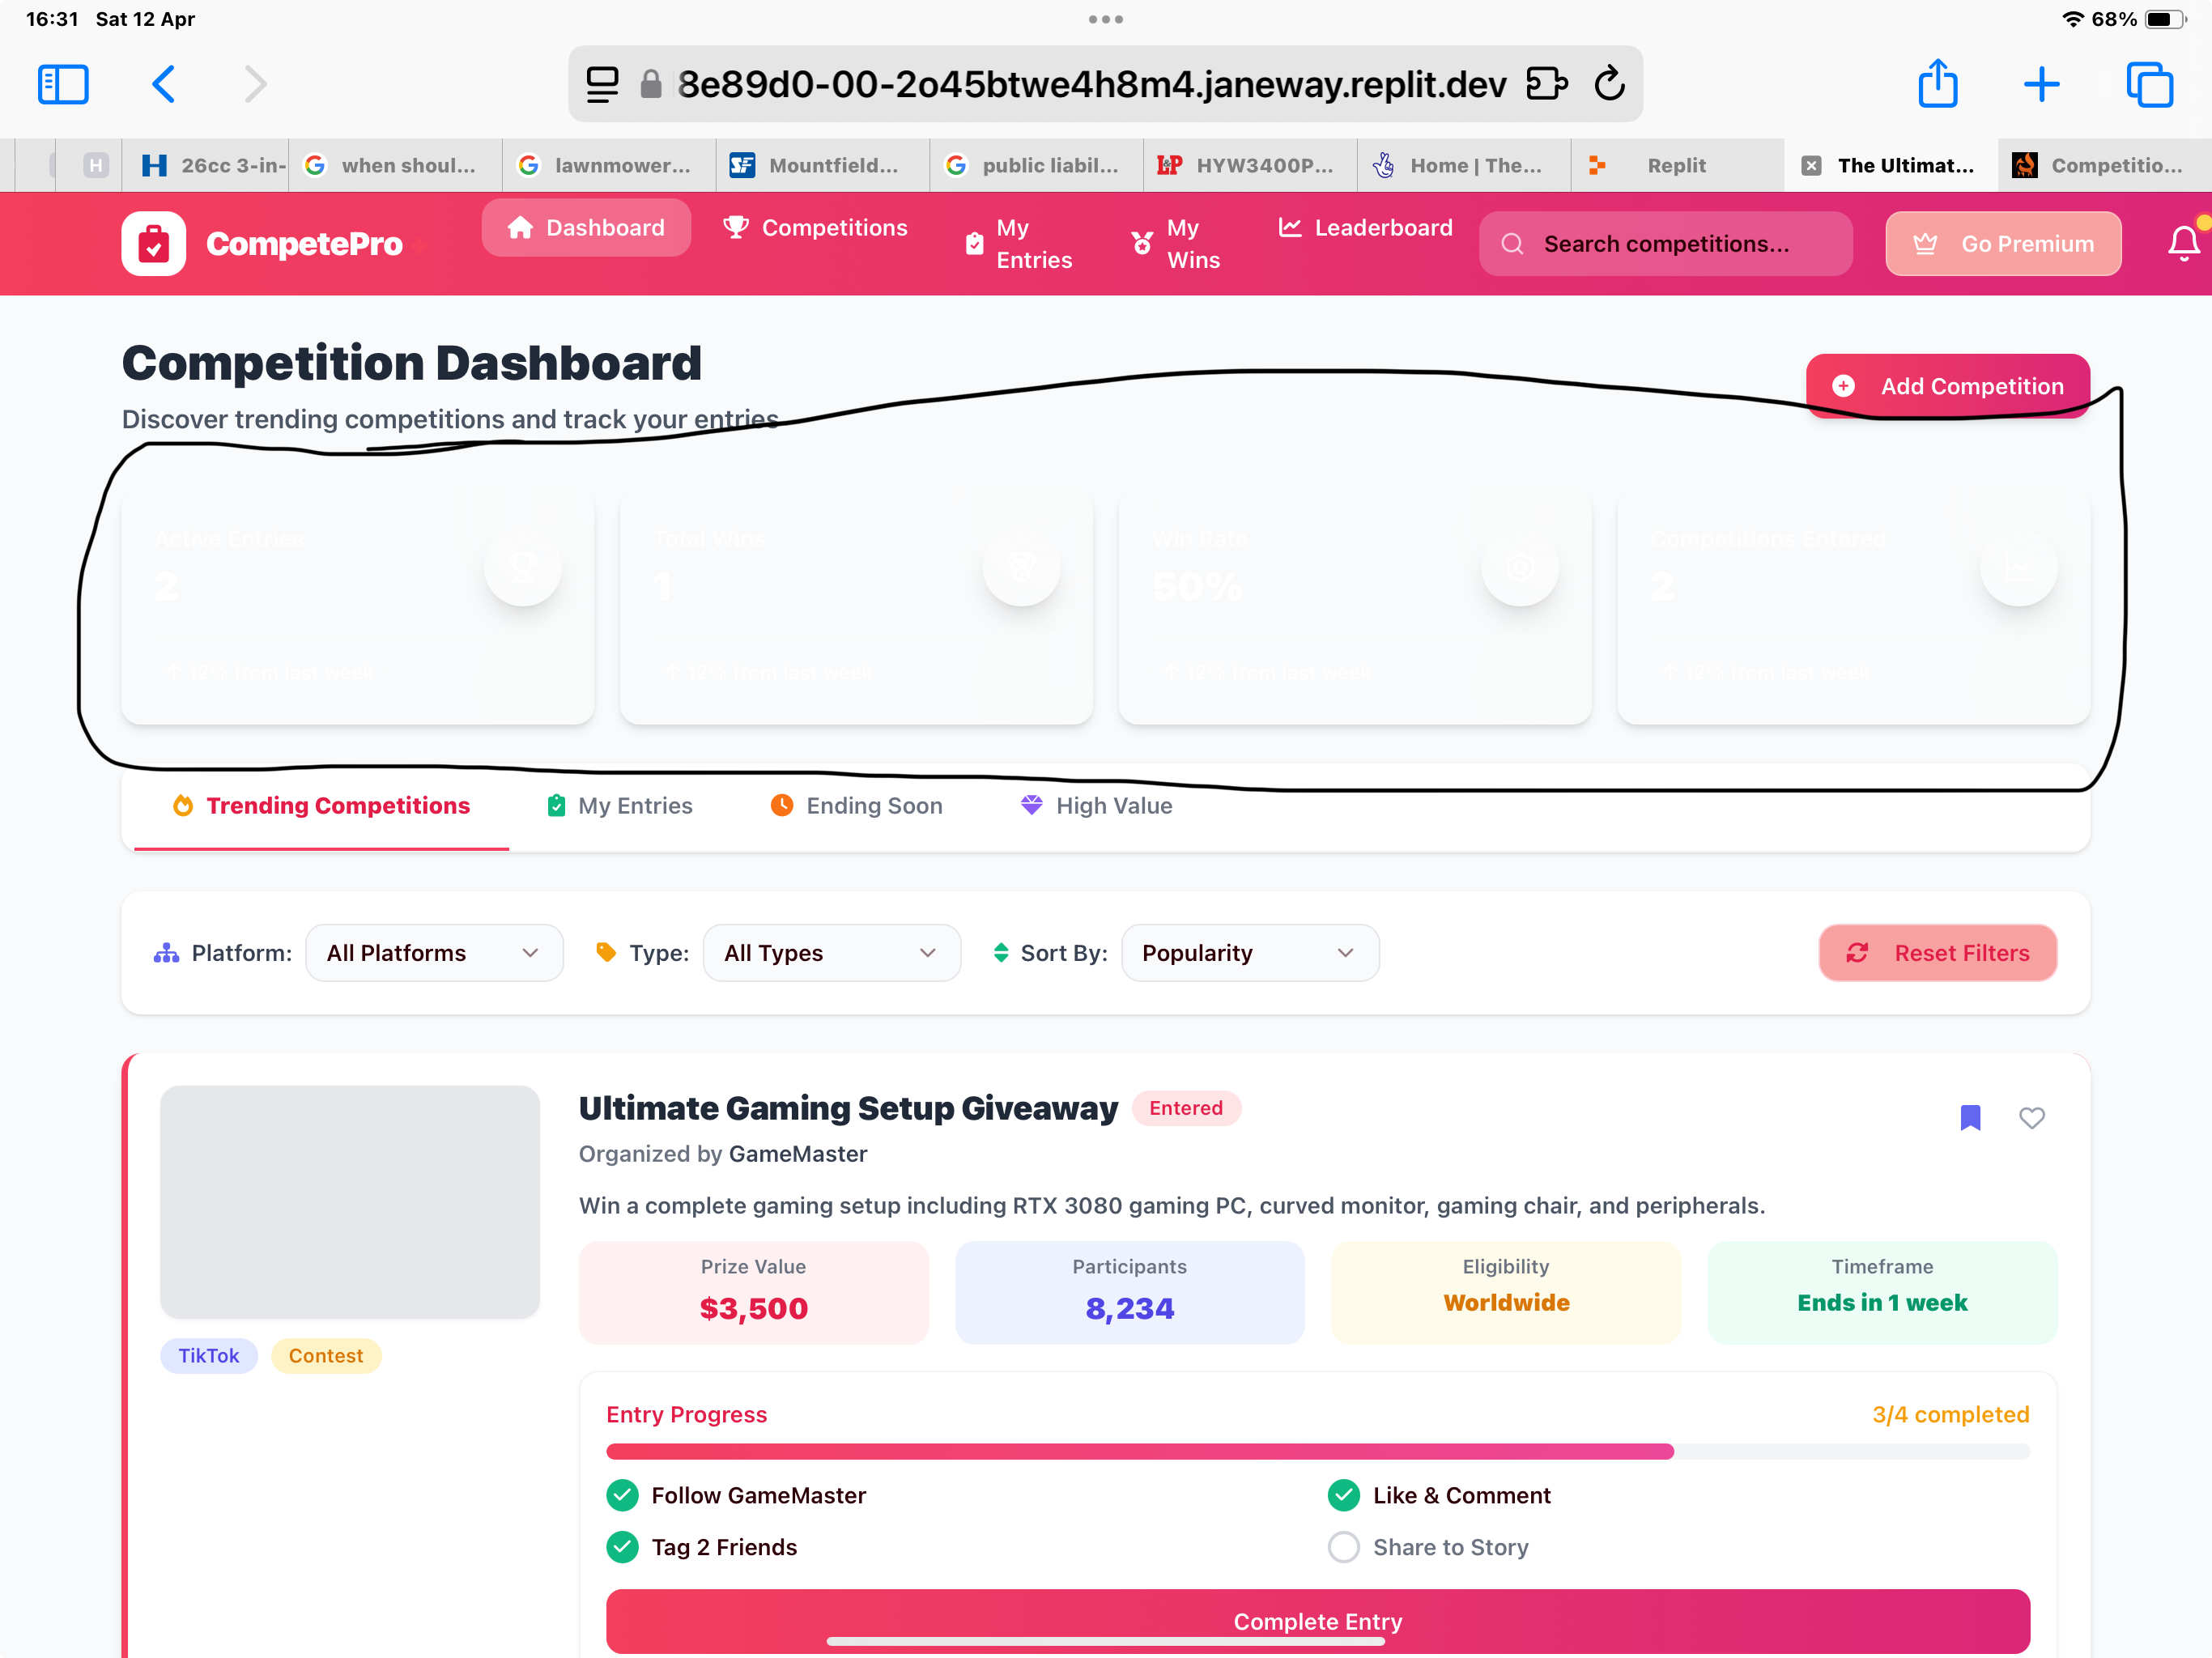 16:31 Sat 12 Apr
68%
8e89d0-00-2o45btwe4h8m4.janeway.replit.dev
H
H 26cc 3-in-
when shoul...
lawnmower...
SF Mountfield...
public liabil...
L&P HYW3400P...
Home | The...
Replit
The Ultimat...
Competitio...
CompetePro
Dashboard
Competitions
My
Entries
My
Wins
Leaderboard
Search competitions...
Go Premium
Competition Dashboard
Discover trending competitions and track your entries
Add Competition
Active Entries
2
↑ 12% from last week
Total Wins
1
↑ 12% from last week
Win Rate
50%
↑ 12% from last week
Competitions Entered
2
↑ 12% from last week
Trending Competitions
My Entries
Ending Soon
High Value
Platform: All Platforms
Type: All Types
Sort By: Popularity
Reset Filters
Ultimate Gaming Setup Giveaway Entered
Organized by GameMaster
Win a complete gaming setup including RTX 3080 gaming PC, curved monitor, gaming chair, and peripherals.
Prize Value
$3,500
Participants
8,234
Eligibility
Worldwide
Timeframe
Ends in 1 week
TikTok Contest
Entry Progress 3/4 completed
Follow GameMaster
Like & Comment
Tag 2 Friends
Share to Story
Complete Entry